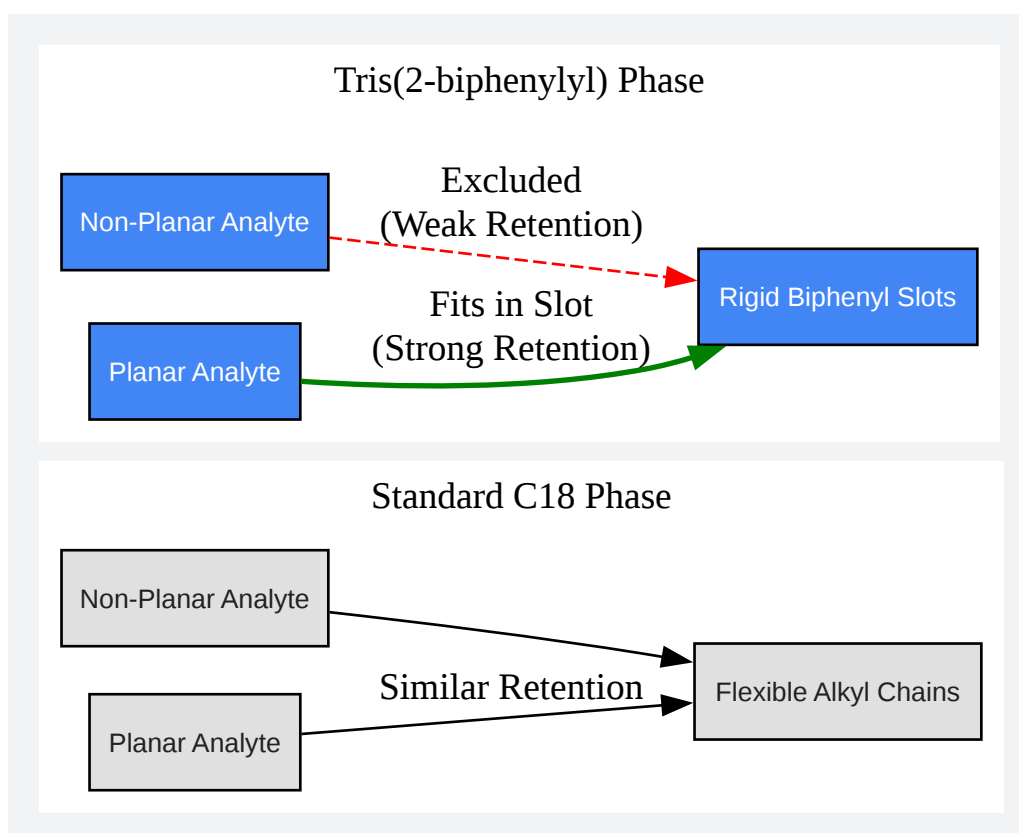 Tris(2-biphenylyl) Phase
Non-Planar Analyte
Excluded
(Weak Retention)
Rigid Biphenyl Slots
Fits in Slot
(Strong Retention)
Planar Analyte
Standard C18 Phase
Non-Planar Analyte
Similar Retention
Flexible Alkyl Chains
Planar Analyte